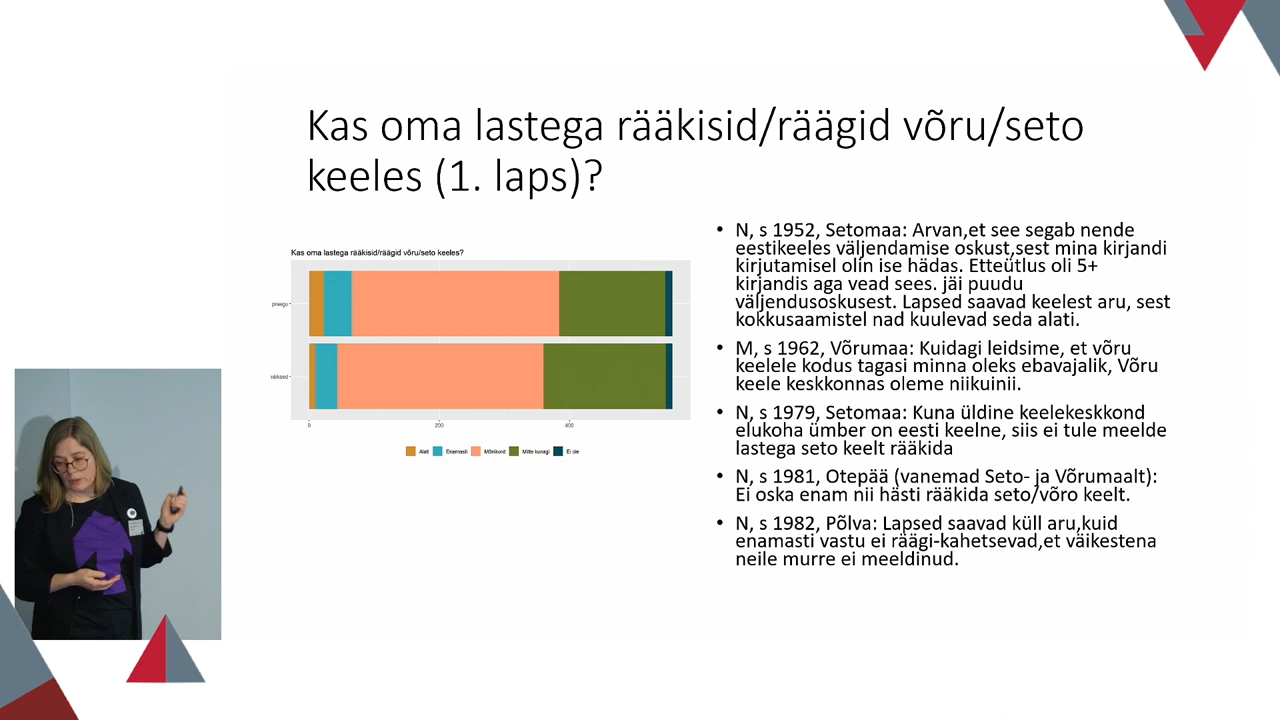 Kas oma lastega rääkisid/räägid võru/seto
keeles (1. laps)?
Kas oma lastega rääkisid/räägid võru/seto keeles?
praegu
väiksed
0
200
400
Alati
Enamasti
Mõnikord
Mitte kunagi
Ei ole
• N, s 1952, Setomaa: Arvan,et see segab nende
eestikeeles väljendamise oskust,sest mina kirjandi
kirjutamisel olin ise hädas. Etteütlus oli 5+
kirjandis aga vead sees. jäi puudu
väljendusoskusest. Lapsed saavad keelest aru, sest
kokkusaamistel nad kuulevad seda alati.
• M, s 1962, Võrumaa: Kuidagi leidsime, et võru
keelele kodus tagasi minna oleks ebavajalik, Võru
keele keskkonnas oleme niikuinii.
• N, s 1979, Setomaa: Kuna üldine keelekeskkond
elukoha ümber on eesti keelne, siis ei tule meelde
lastega seto keelt rääkida
• N, s 1981, Otepää (vanemad Seto- ja Võrumaalt):
Ei oska enam nii hästi rääkida seto/võro keelt.
• N, s 1982, Põlva: Lapsed saavad küll aru,kuid
enamasti vastu ei räägi-kahetsevad,et väikestena
neile murre ei meeldinud.